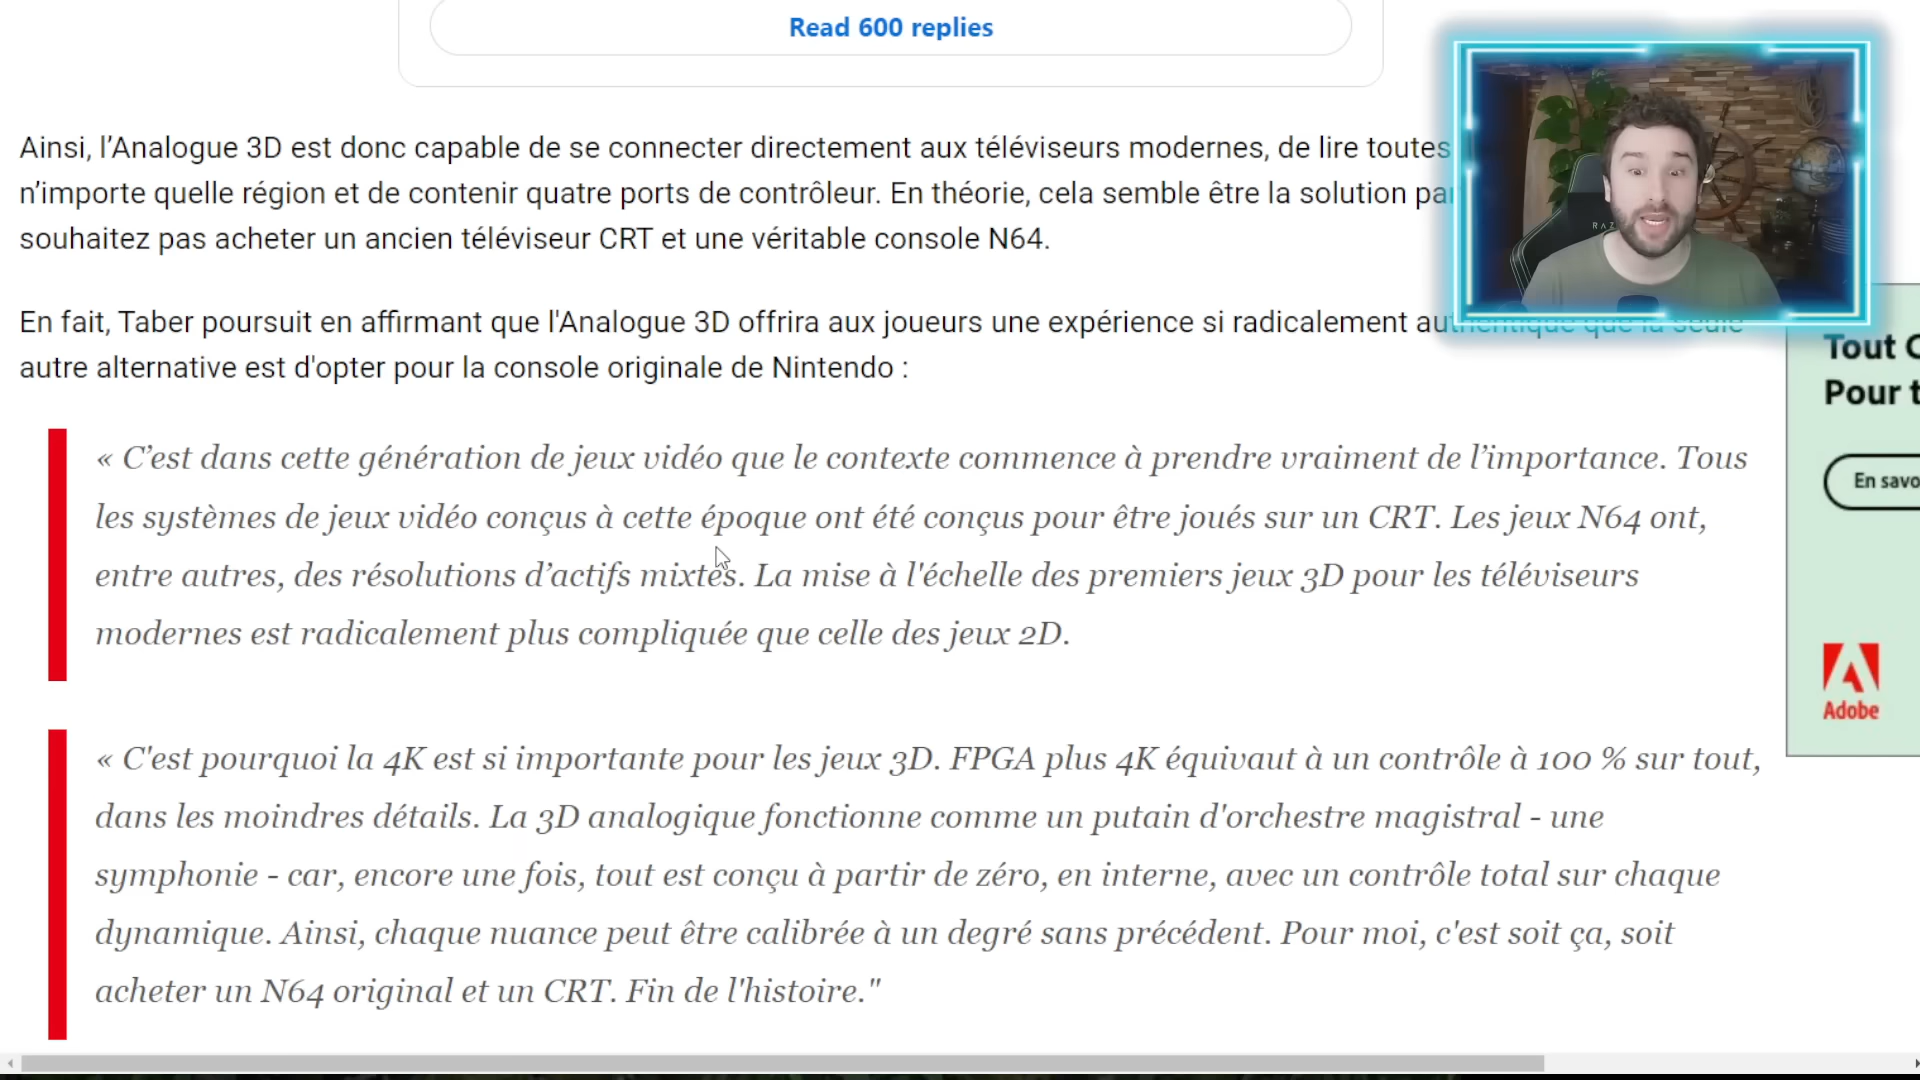 Read 600 replies
Ainsi, l’Analogue 3D est donc capable de se connecter directement aux téléviseurs modernes, de lire toutes
n’importe quelle région et de contenir quatre ports de contrôleur. En théorie, cela semble être la solution
souhaitez pas acheter un ancien téléviseur CRT et une véritable console N64.
En fait, Taber poursuit en affirmant que l'Analogue 3D offrira aux joueurs une expérience si radicalement authentique que la seule
autre alternative est d'opter pour la console originale de Nintendo :
« C’est dans cette génération de jeux vidéo que le contexte commence à prendre vraiment de l’importance. Tous
les systèmes de jeux vidéo conçus à cette époque ont été conçus pour être joués sur un CRT. Les jeux N64 ont,
entre autres, des résolutions d’actifs mixtes. La mise à l'échelle des premiers jeux 3D pour les téléviseurs
modernes est radicalement plus compliquée que celle des jeux 2D.
« C'est pourquoi la 4K est si importante pour les jeux 3D. FPGA plus 4K équivaut à un contrôle à 100 % sur tout,
dans les moindres détails. La 3D analogique fonctionne comme un putain d'orchestre magistral - une
symphonie - car, encore une fois, tout est conçu à partir de zéro, en interne, avec un contrôle total sur chaque
dynamique. Ainsi, chaque nuance peut être calibrée à un degré sans précédent. Pour moi, c'est soit ça, soit
acheter un N64 original et un CRT. Fin de l'histoire."
Tout C
Pour t
En savo
Adobe